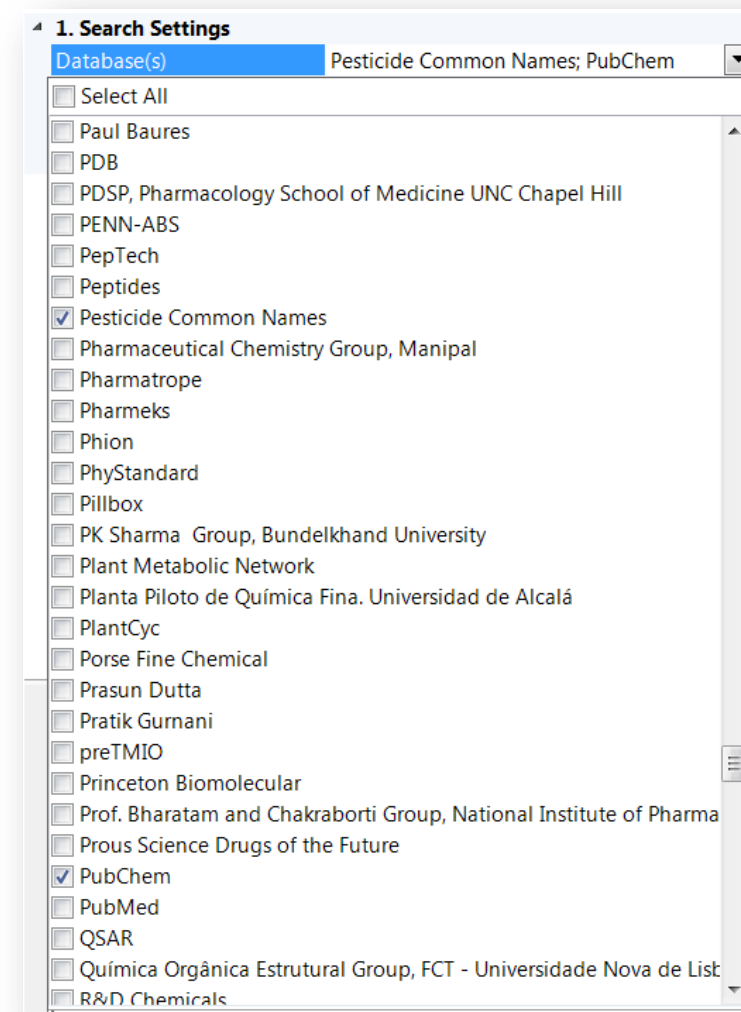 1. Search Settings
Database(s) Pesticide Common Names; PubChem
Select All
Paul Baures
PDB
PDSP, Pharmacology School of Medicine UNC Chapel Hill
PENN-ABS
PepTech
Peptides
Pesticide Common Names
Pharmaceutical Chemistry Group, Manipal
Pharmatrope
Pharmeks
Phion
PhyStandard
Pillbox
PK Sharma  Group, Bundelkhand University
Plant Metabolic Network
Planta Piloto de Química Fina. Universidad de Alcalá
PlantCyc
Porse Fine Chemical
Prasun Dutta
Pratik Gurnani
preTMIO
Princeton Biomolecular
Prof. Bharatam and Chakraborti Group, National Institute of Pharma
Prous Science Drugs of the Future
PubChem
PubMed
QSAR
Química Orgânica Estrutural Group, FCT - Universidade Nova de Lisb
R&D Chemicals